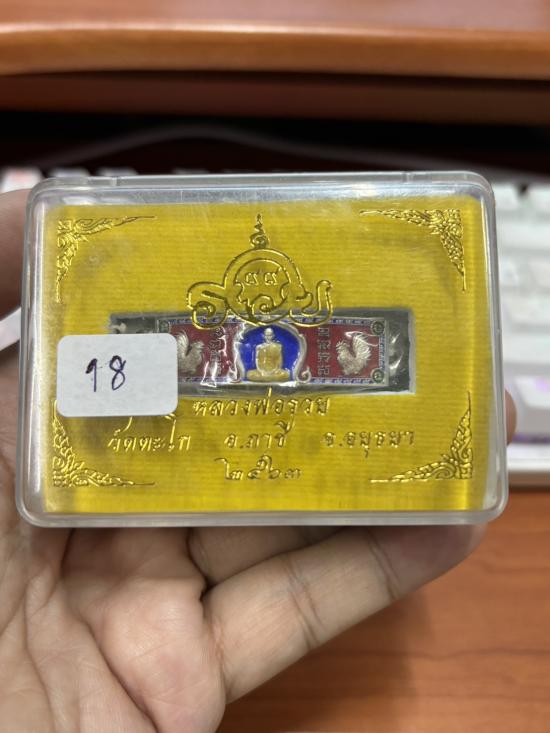 ๙๙
รวย
18
หลวงพ่อรวย
วัดตะโก อ.ภาชี จ.อยุธยา
๒๕๖๓